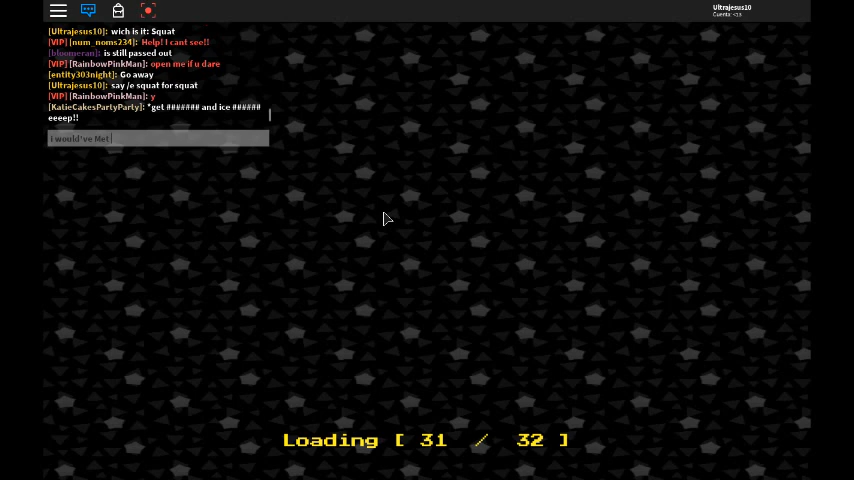 Ultrajesus10
Cuenta: <13
[Ultrajesus10]: wich is it: Squat
[VIP] [num_noms234]: Help! I cant see!!
[bloomeran]: is still passed out
[VIP] [RainbowPinkMan]: open me if u dare
[entity303night]: Go away
[Ultrajesus10]: say /e squat for squat
[VIP] [RainbowPinkMan]: y
[KatieCakesPartyParty]: *get ####### and ice ######
eeeep!!
I would've Met
Loading [ 31 / 32 ]